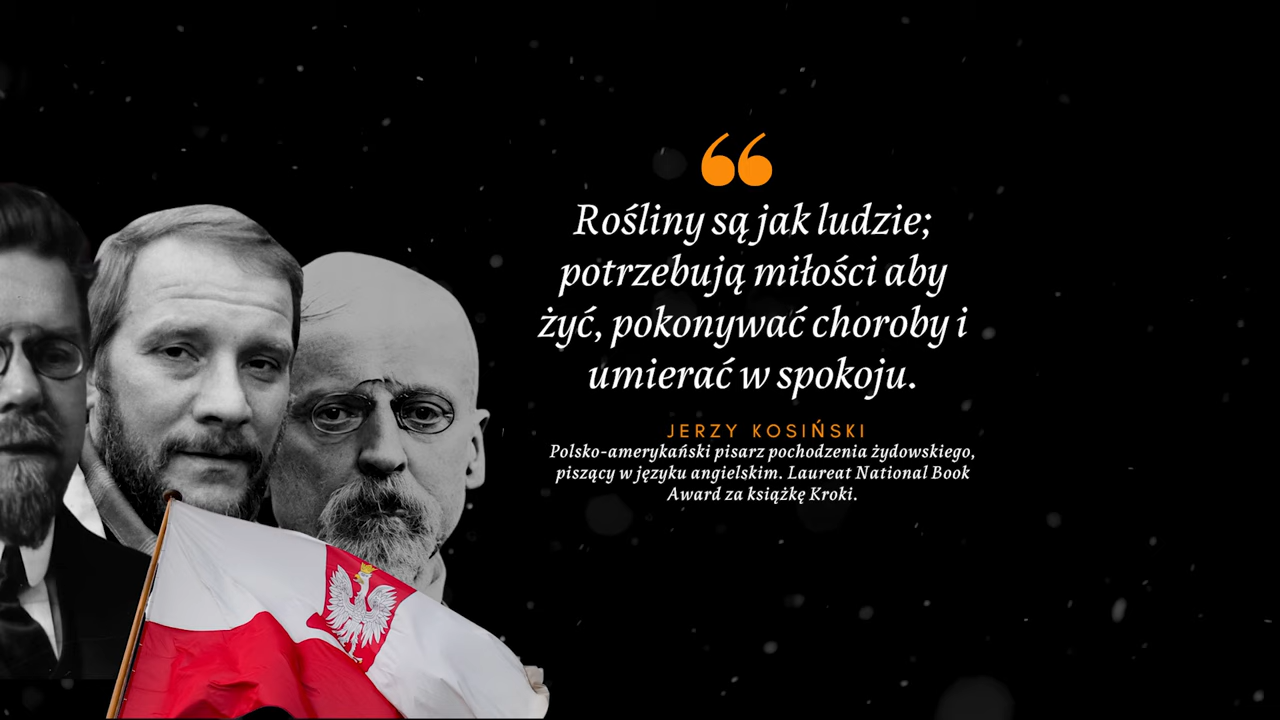 Rośliny są jak ludzie;
potrzebują miłości aby
żyć, pokonywać choroby i
umierać w spokoju.
JERZY KOSIŃSKI
Polsko-amerykański pisarz pochodzenia żydowskiego,
piszący w języku angielskim. Laureat National Book
Award za książkę Kroki.